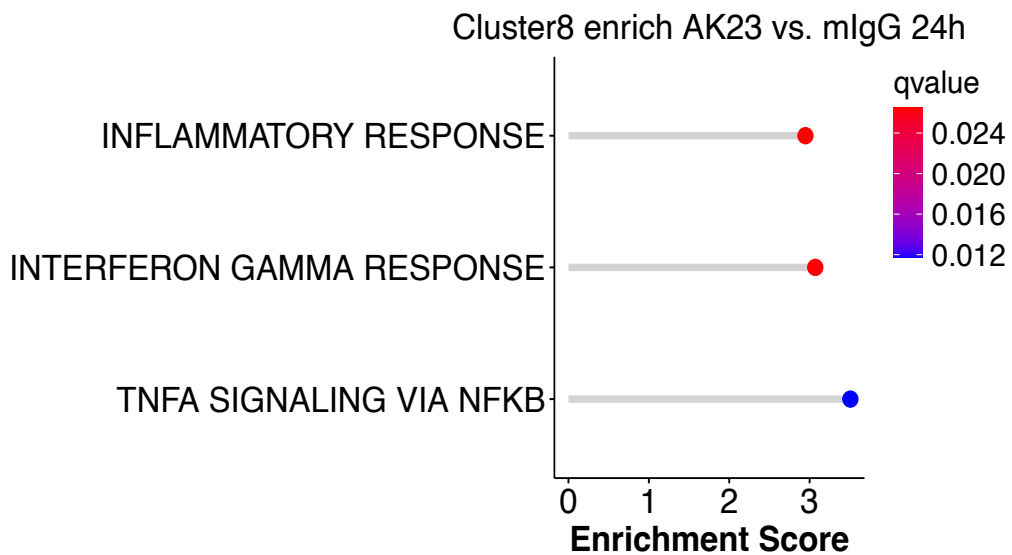 Cluster8 enrich AK23 vs. mIgG 24h
qvalue
0.024
0.020
0.016
0.012
INFLAMMATORY RESPONSE
INTERFERON GAMMA RESPONSE
TNFA SIGNALING VIA NFKB
0 1 2 3
Enrichment Score